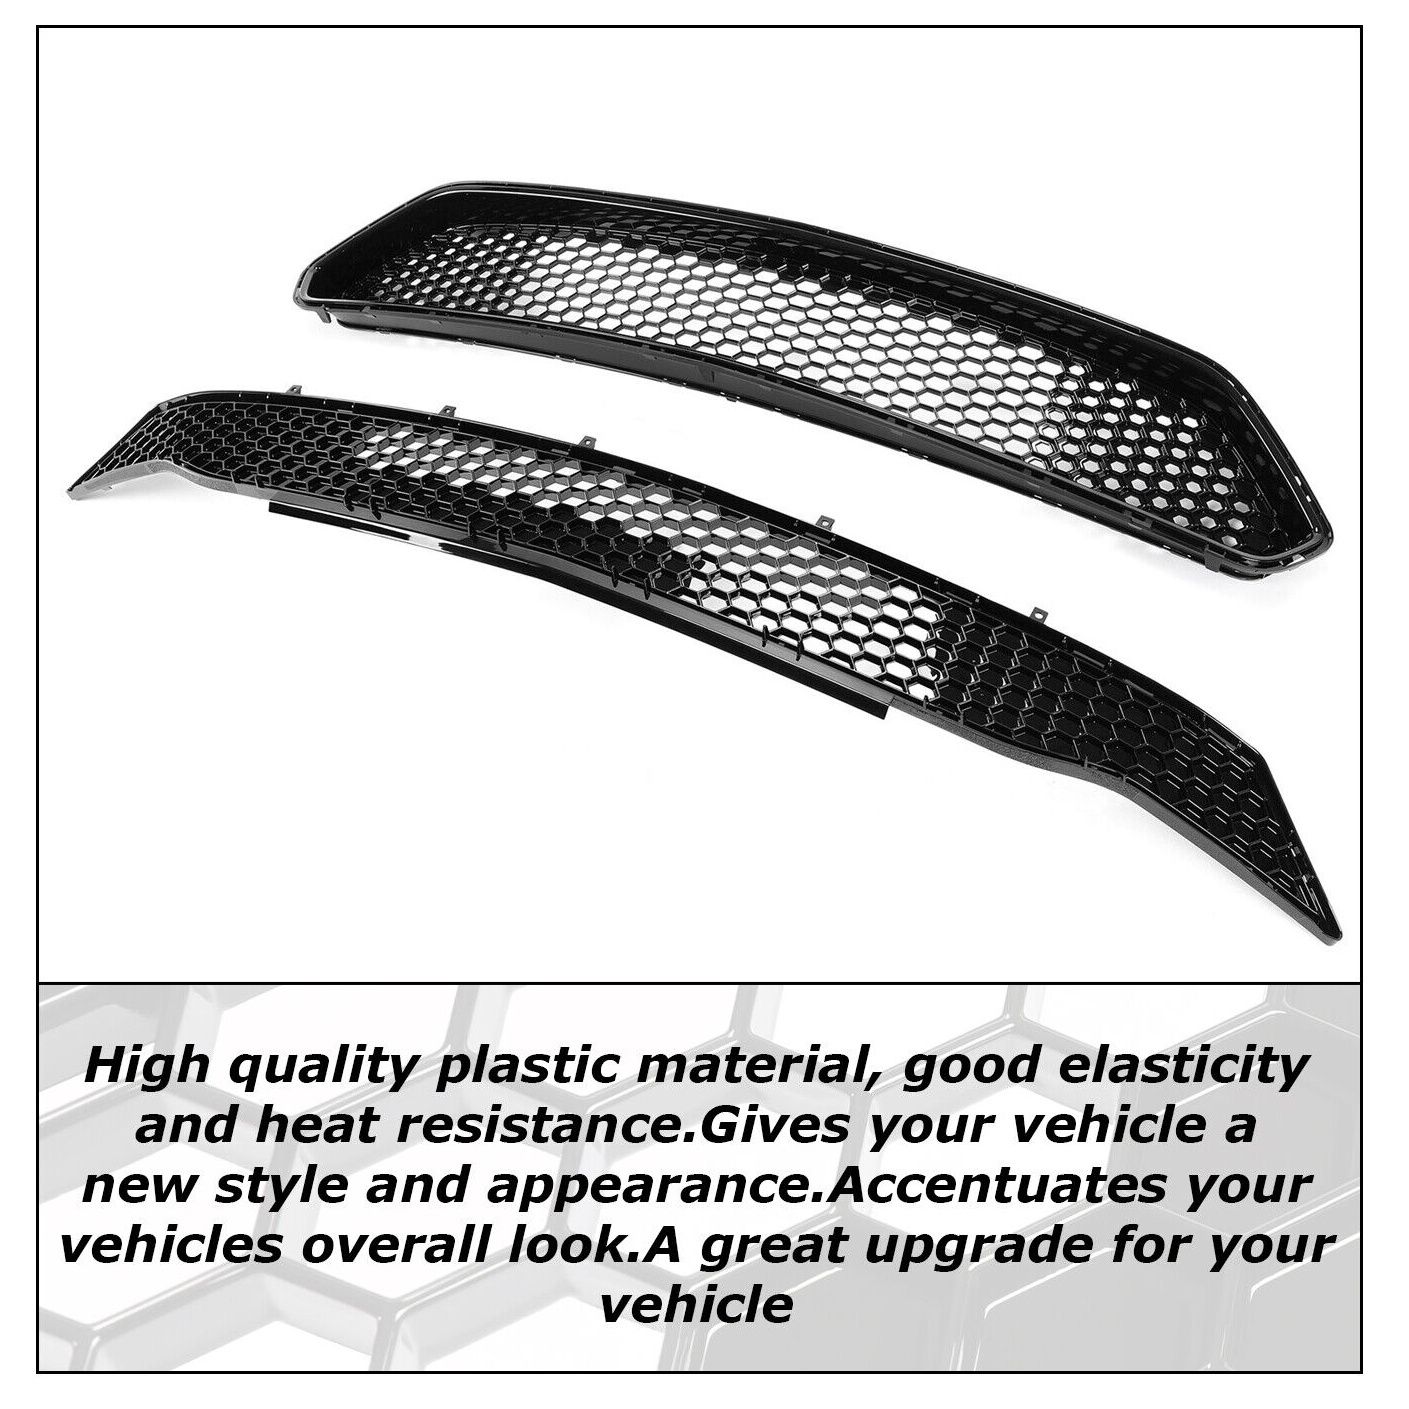 High quality plastic material, good elasticity
and heat resistance.Gives your vehicle a
new style and appearance.Accentuates your
vehicles overall look.A great upgrade for your
vehicle